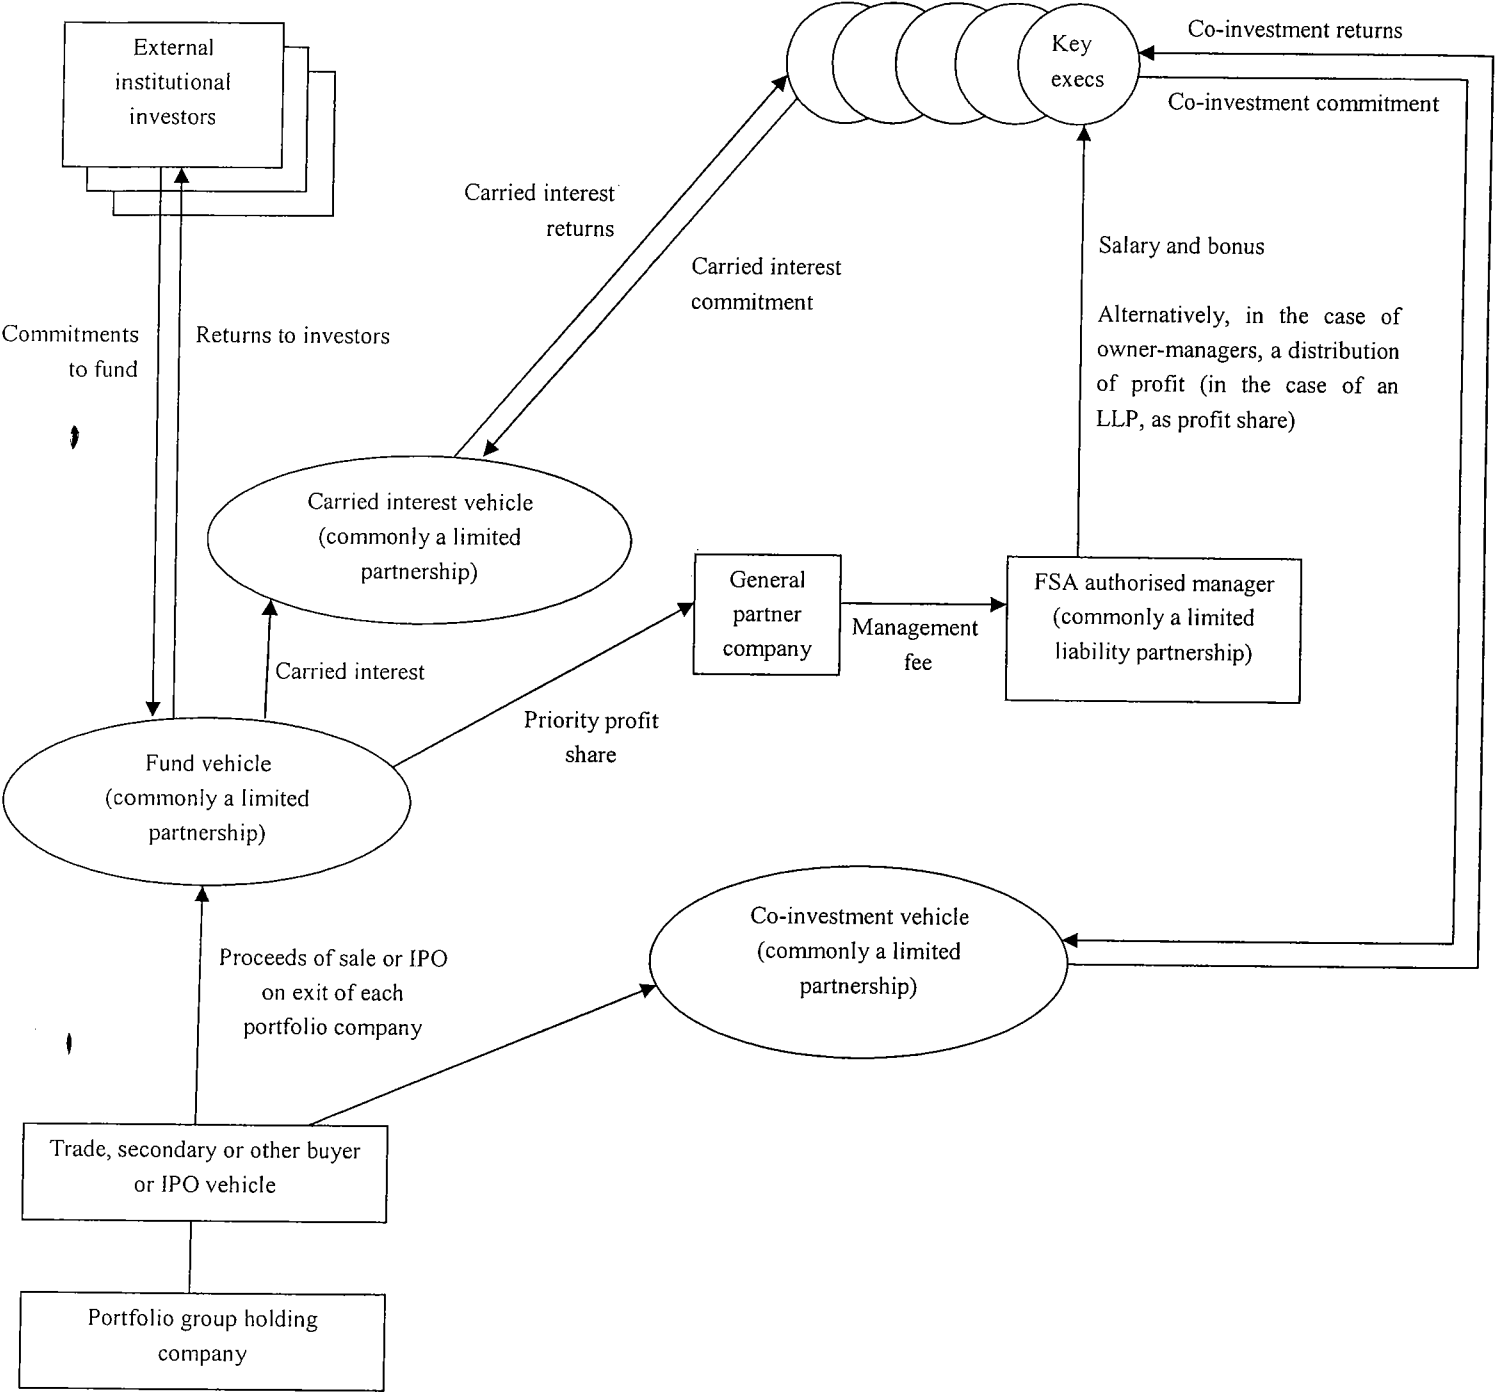 External
institutional
investors
Key
execs
Co-investment returns
Co-investment commitment
Carried interest
returns
Carried interest
commitment
Salary and bonus
Alternatively, in the case of
owner-managers, a distribution
of profit (in the case of an
LLP, as profit share)
Commitments
to fund
Returns to investors
Carried interest vehicle
(commonly a limited
partnership)
General
partner
company
Management
fee
FSA authorised manager
(commonly a limited
liability partnership)
Carried interest
Priority profit
share
Fund vehicle
(commonly a limited
partnership)
Co-investment vehicle
(commonly a limited
partnership)
Proceeds of sale or IPO
on exit of each
portfolio company
Trade, secondary or other buyer
or IPO vehicle
Portfolio group holding
company